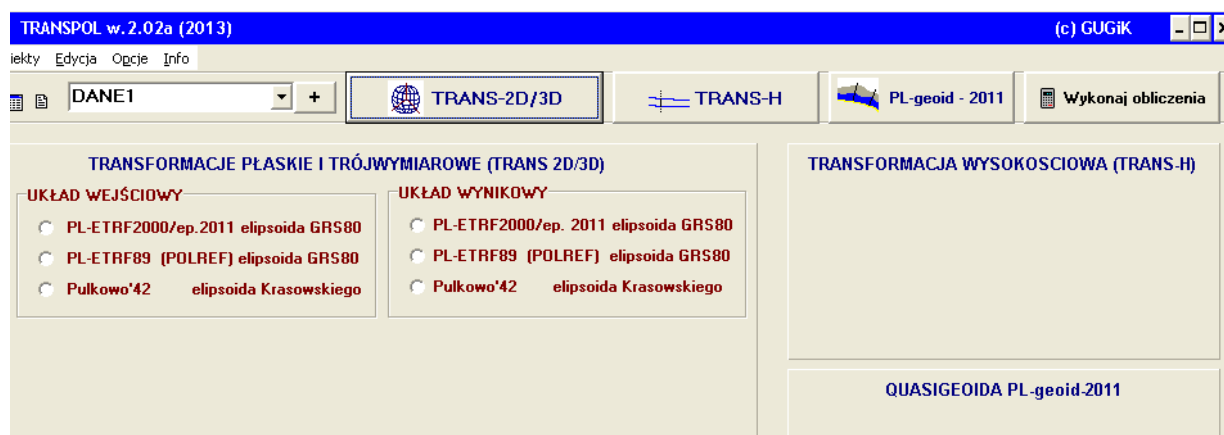 TRANSPOL w.2.02a (2013) (c) GUGiK
iekty Edycja Opcje Info
DANE1 + TRANS-2D/3D TRANS-H PL-geoid - 2011 Wykonaj obliczenia
TRANSFORMACJE PŁASKIE I TRÓJWYMIAROWE (TRANS 2D/3D)
UKŁAD WEJŚCIOWY
PL-ETRF2000/ep.2011 elipsoida GRS80
PL-ETRF89 (POLREF) elipsoida GRS80
Pulkowo'42 elipsoida Krasowskiego
UKŁAD WYNIKOWY
PL-ETRF2000/ep. 2011 elipsoida GRS80
PL-ETRF89 (POLREF) elipsoida GRS80
Pulkowo'42 elipsoida Krasowskiego
TRANSFORMACJA WYSOKOSCIOWA (TRANS-H)
QUASIGEOIDA PL-geoid-2011